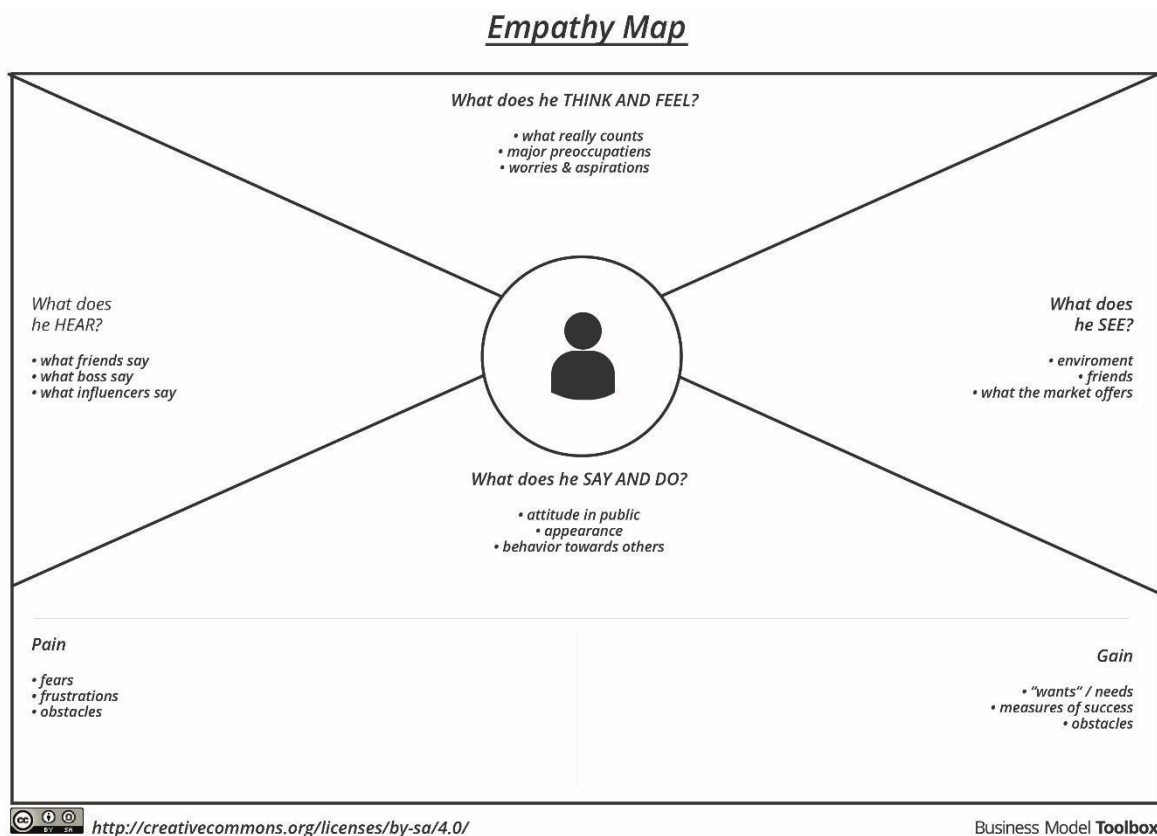 Empathy Map
What does he THINK AND FEEL?
• what really counts
• major preoccupatiens
• worries & aspirations
What does
he HEAR?
• what friends say
• what boss say
• what influencers say
What does
he SEE?
• enviroment
• friends
• what the market offers
What does he SAY AND DO?
• attitude in public
• appearance
• behavior towards others
Pain
• fears
• frustrations
• obstacles
Gain
• “wants“ / needs
• measures of success
• obstacles
cc BY SA http://creativecommons.org/licenses/by-sa/4.0/
Business Model Toolbox